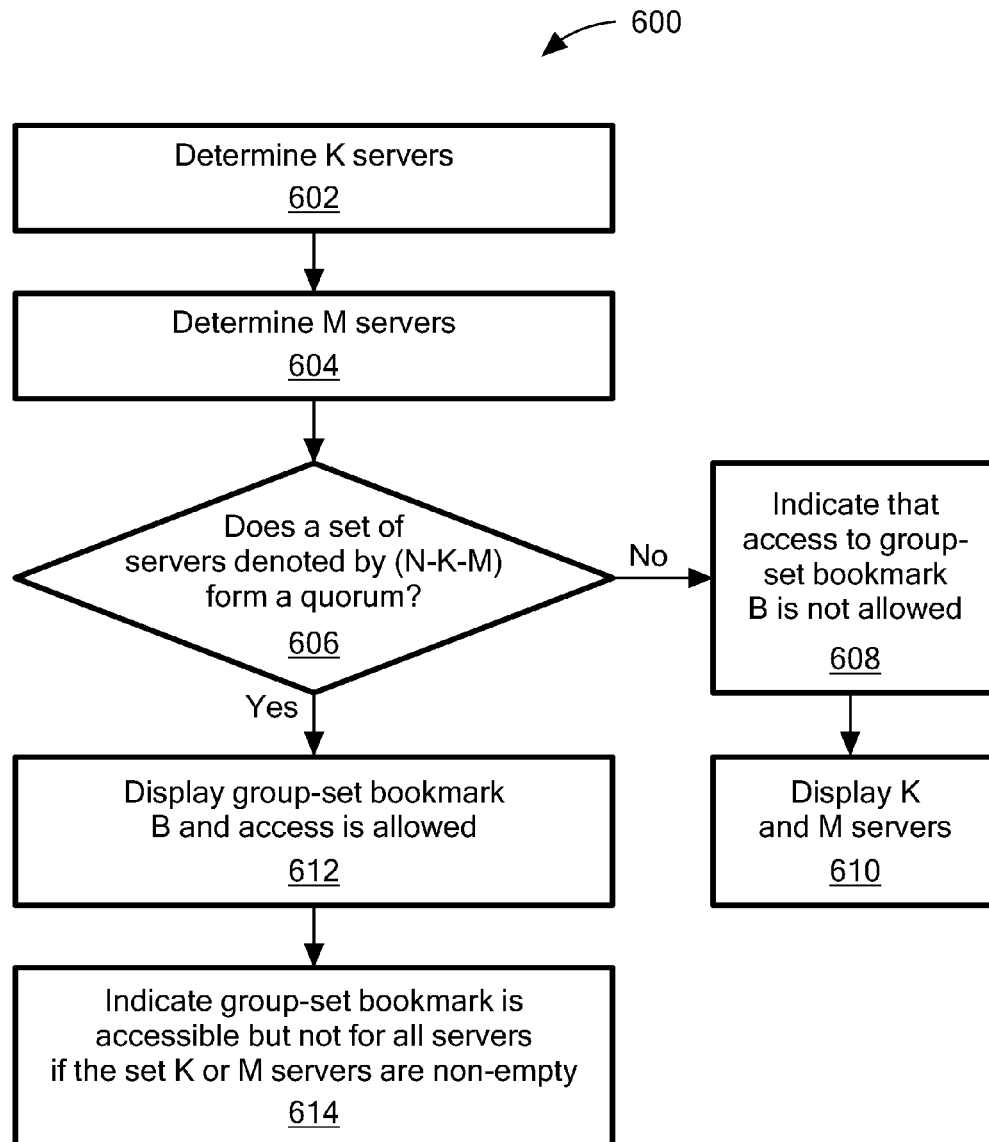 600
Determine K servers
602
Determine M servers
604
Does a set of
servers denoted by (N-K-M)
form a quorum?
606
No
Indicate that
access to group-
set bookmark
B is not allowed
608
Yes
Display group-set bookmark
B and access is allowed
612
Display K
and M servers
610
Indicate group-set bookmark is
accessible but not for all servers
if the set K or M servers are non-empty
614